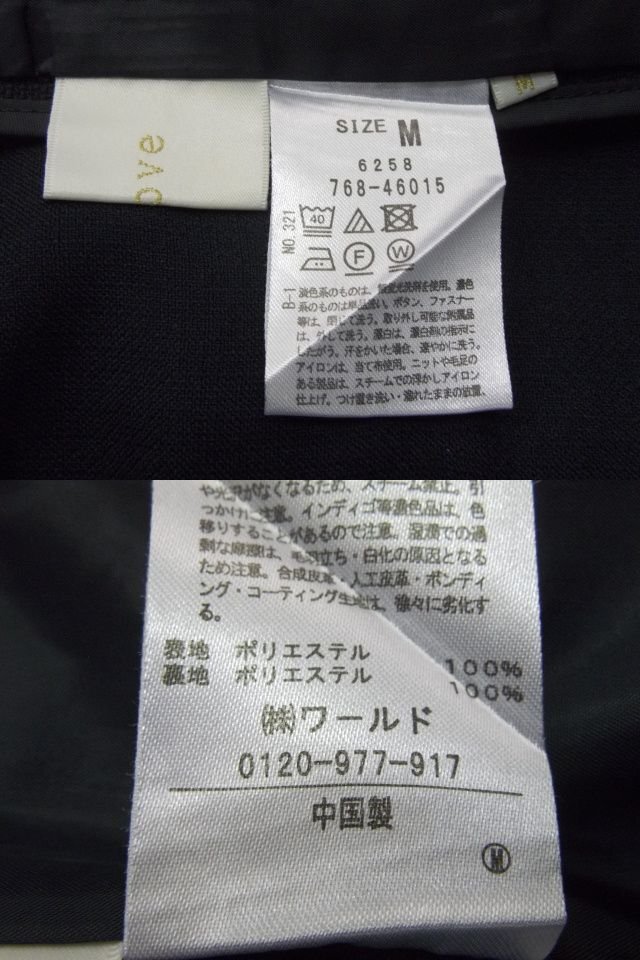 ove
SIZE M
6258
768-46015
NO.321
40
F
W
B-1
淡色系のものは、無蛍光洗剤を使用。濃色
系のものは単品洗い。ボタン、ファスナー
等は、閉じて洗う。取り外し可能な附属品
は、外して洗う。漂白は、漂白剤の指示に
したがう。汗をかいた場合、速やかに洗う。
アイロンは、当て布使用。ニットや毛足の
ある製品は、スチームでの浮かしアイロン
仕上げ。つけ置き洗い・濡れたままの放置、
や光沢がなくなるため、スチーム禁止。引
っかけに注意。インディゴ等濃色品は、色
移りすることがあるので注意。湿潤での過
剰な摩擦は、毛羽立ち・白化の原因となる
ため注意。合成皮革・人工皮革・ボンディ
ング・コーティング生地は、徐々に劣化す
る。
表地 ポリエステル 100%
裏地 ポリエステル 100%
㈱ワールド
0120-977-917
中国製
Ⓜ